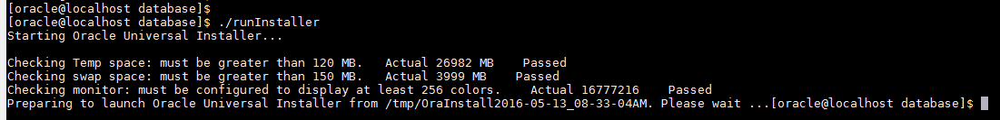 [oracle@localhost database]$
[oracle@localhost database]$ ./runInstaller
Starting Oracle Universal Installer...
Checking Temp space: must be greater than 120 MB.   Actual 26982 MB    Passed
Checking swap space: must be greater than 150 MB.   Actual 3999 MB    Passed
Checking monitor: must be configured to display at least 256 colors.    Actual 16777216    Passed
Preparing to launch Oracle Universal Installer from /tmp/OraInstall2016-05-13_08-33-04AM. Please wait ...[oracle@localhost database]$